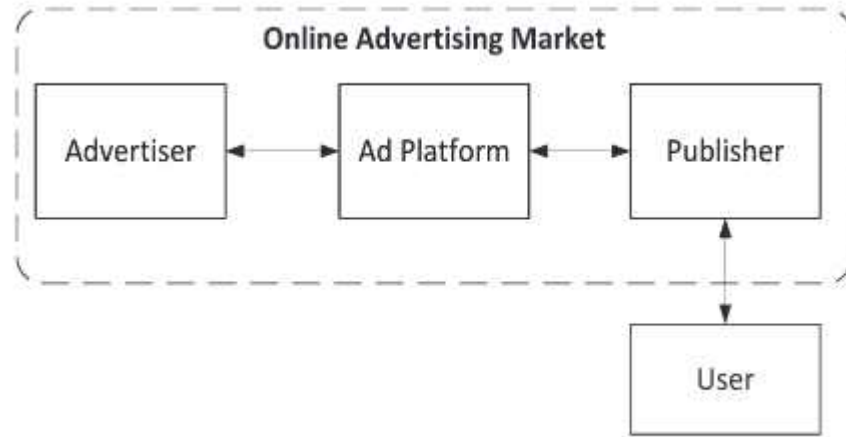 Online Advertising Market
Advertiser
Ad Platform
Publisher
User